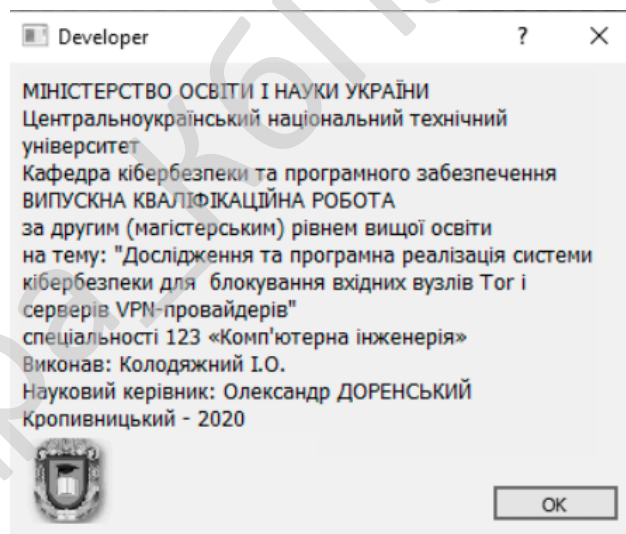 Developer
?
МІНІСТЕРСТВО ОСВІТИ І НАУКИ УКРАЇНИ
Центральноукраїнський національний технічний
університет
Кафедра кібербезпеки та програмного забезпечення
ВИПУСКНА КВАЛІФІКАЦІЙНА РОБОТА
за другим (магістерським) рівнем вищої освіти
на тему: "Дослідження та програмна реалізація системи
кібербезпеки для  блокування вхідних вузлів Tor і
серверів VPN-провайдерів"
спеціальності 123 «Комп'ютерна інженерія»
Виконав: Колодяжний І.О.
Науковий керівник: Олександр ДОРЕНСЬКИЙ
Кропивницький - 2020
OK